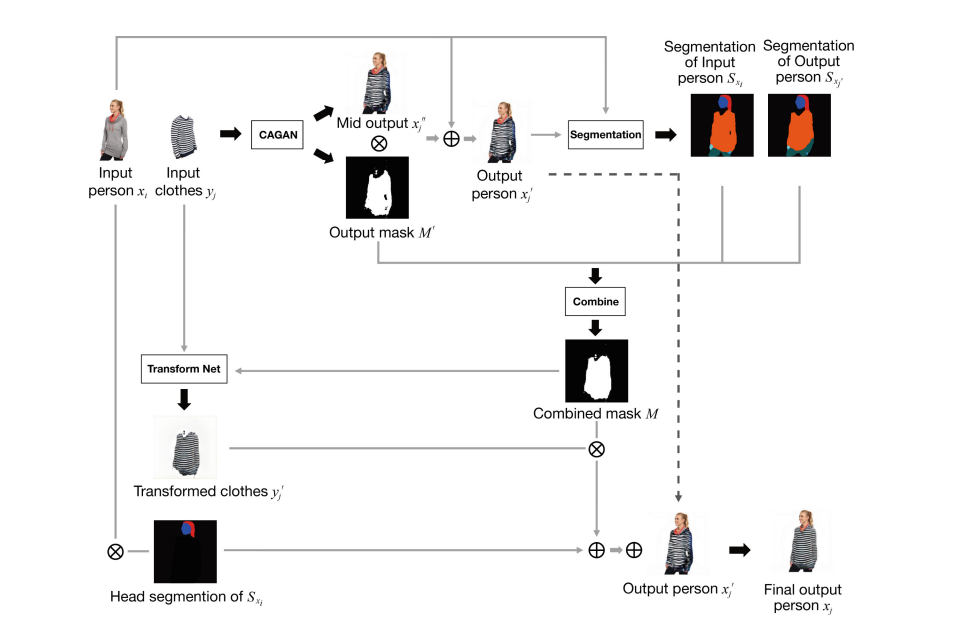 Segmentation
of Input
person S_{x_i}
Segmentation
of Output
person S_{x_j'}
CAGAN
Mid output x_j''
Segmentation
Input
person x_i
Input
clothes y_j
Output
person x_j'
Output mask M'
Combine
Transform Net
Combined mask M
Transformed clothes y_j'
Head segmention of S_{x_i}
Output person x_j'
Final output
person x_j